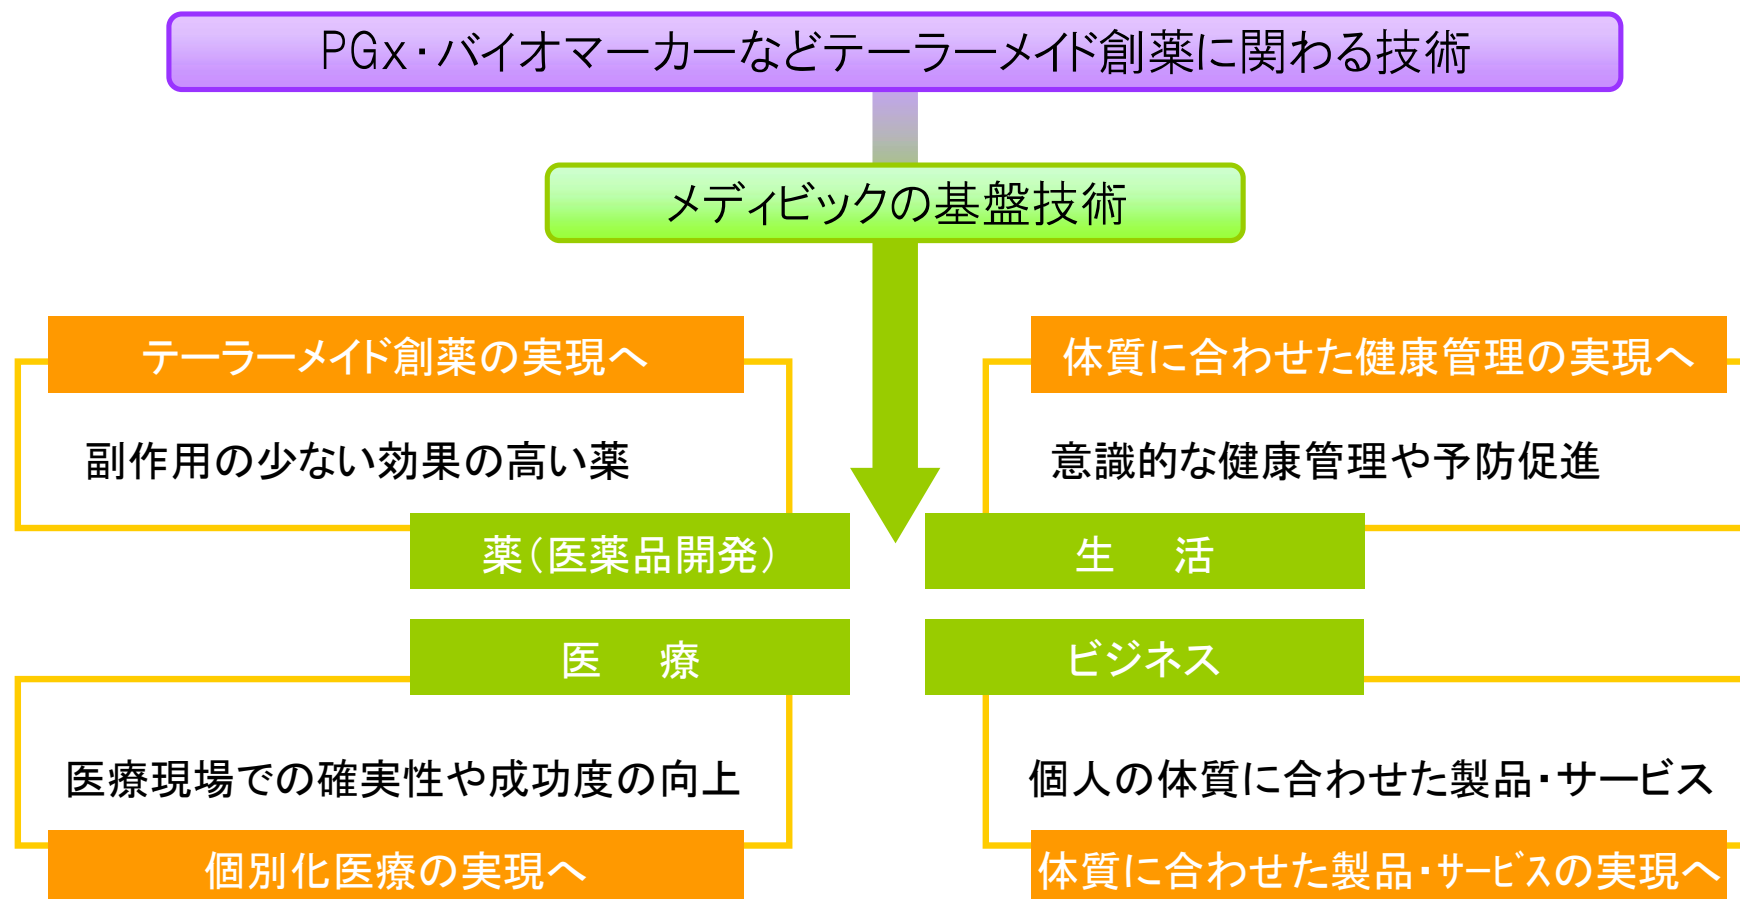 PGx・バイオマーカーなどテーラーメイド創薬に関わる技術
メディビックの基盤技術
テーラーメイド創薬の実現へ
副作用の少ない効果の高い薬
薬（医薬品開発）
体質に合わせた健康管理の実現へ
意識的な健康管理や予防促進
生　活
医　療
医療現場での確実性や成功度の向上
個別化医療の実現へ
ビジネス
個人の体質に合わせた製品・サービス
体質に合わせた製品・ｻｰﾋﾞｽの実現へ